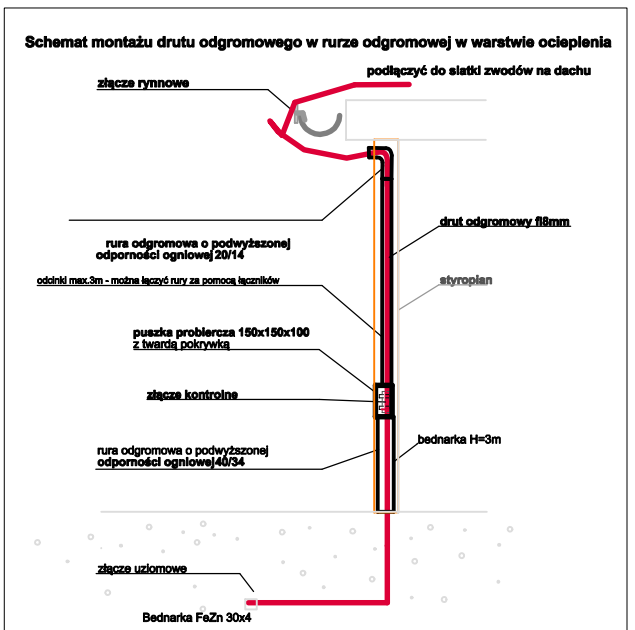 Schemat montażu drutu odgromowego w rurze odgromowej w warstwie ocieplenia
podłączyć do siatki zwodów na dachu
złącze rynnowe
drut odgromowy fi8mm
rura odgromowa o podwyższonej
odporności ogniowej 20/14
odcinki max.3m - można łączyć rury za pomocą łączników
styropian
puszka probiercza 150x150x100
z twardą pokrywką
złącze kontrolne
bednarka H=3m
rura odgromowa o podwyższonej
odporności ogniowej 40/34
złącze uziomowe
Bednarka FeZn 30x4